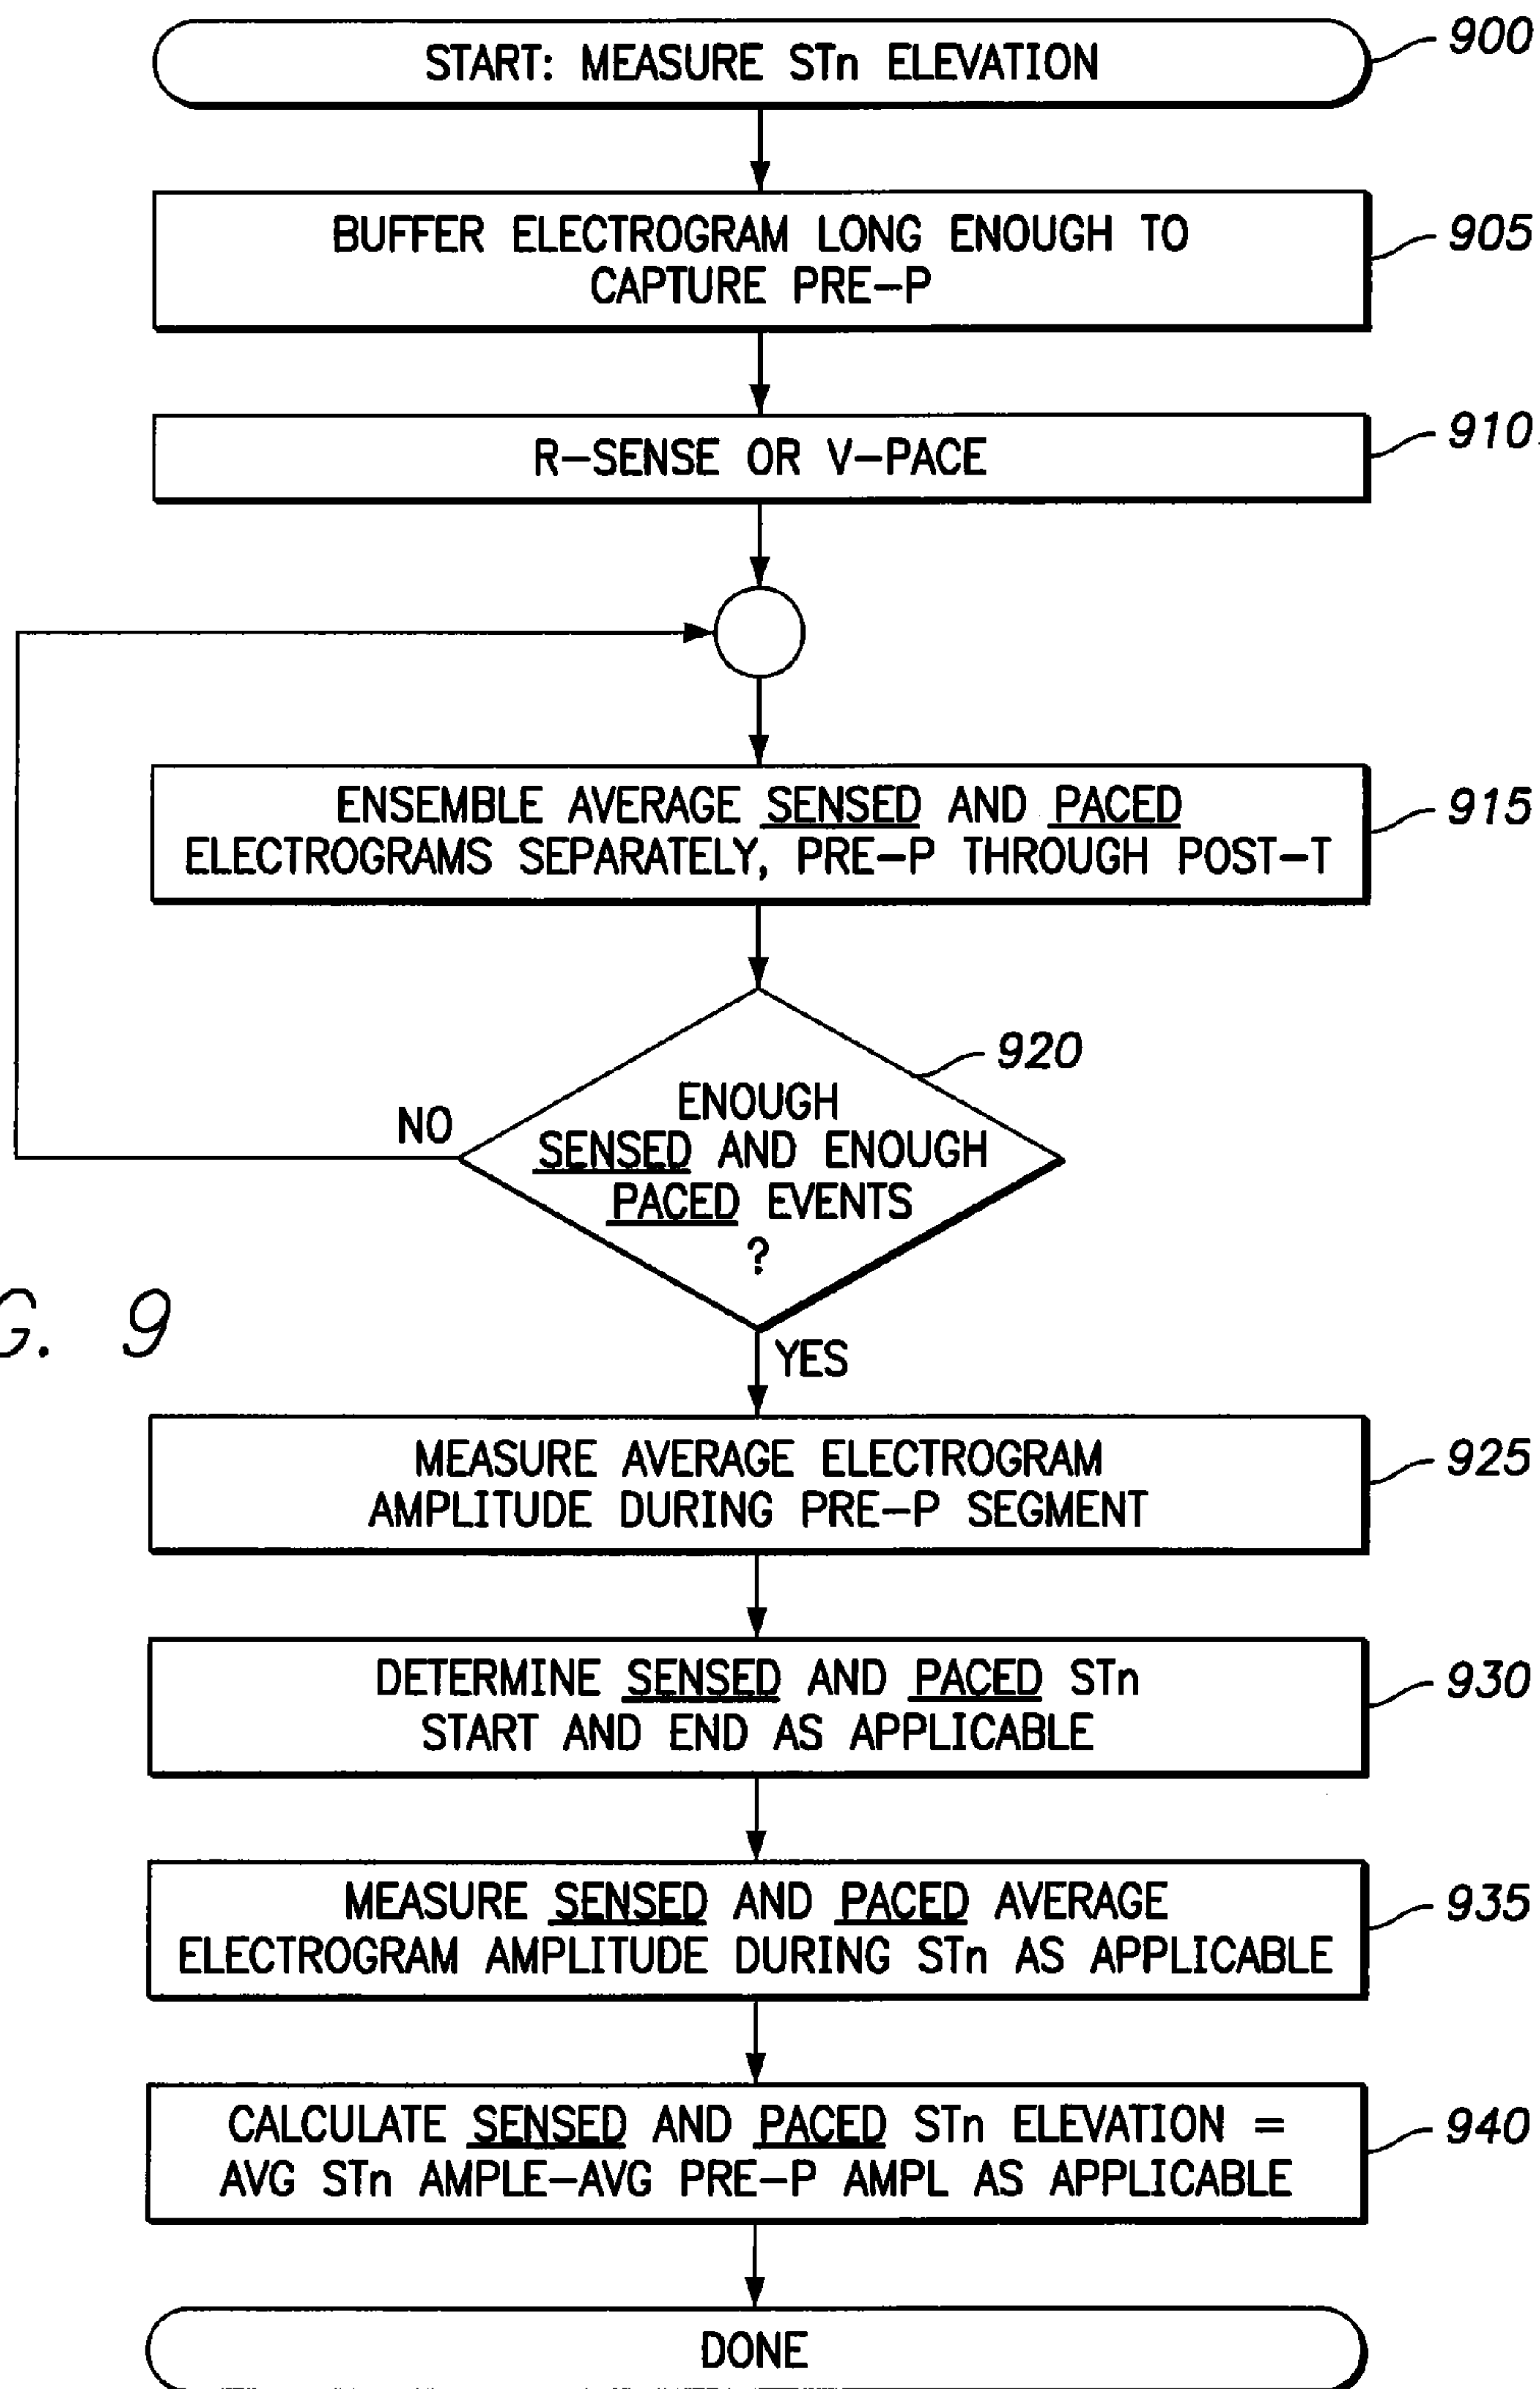 START: MEASURE STn ELEVATION
900
BUFFER ELECTROGRAM LONG ENOUGH TO
CAPTURE PRE-P
905
R-SENSE OR V-PACE
910
ENSEMBLE AVERAGE SENSED AND PACED
ELECTROGRAMS SEPARATELY, PRE-P THROUGH POST-T
915
920
ENOUGH
SENSED AND ENOUGH
PACED EVENTS
?
NO
YES
G. 9
MEASURE AVERAGE ELECTROGRAM
AMPLITUDE DURING PRE-P SEGMENT
925
DETERMINE SENSED AND PACED STn
START AND END AS APPLICABLE
930
MEASURE SENSED AND PACED AVERAGE
ELECTROGRAM AMPLITUDE DURING STn AS APPLICABLE
935
CALCULATE SENSED AND PACED STn ELEVATION =
AVG STn AMPLE-AVG PRE-P AMPL AS APPLICABLE
940
DONE